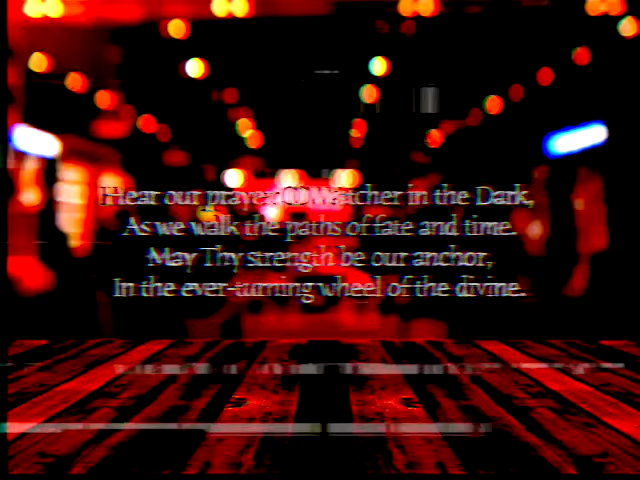 Hear our prayer, O Watcher in the Dark,
As we walk the paths of fate and time.
May Thy strength be our anchor,
In the ever-turning wheel of the divine.